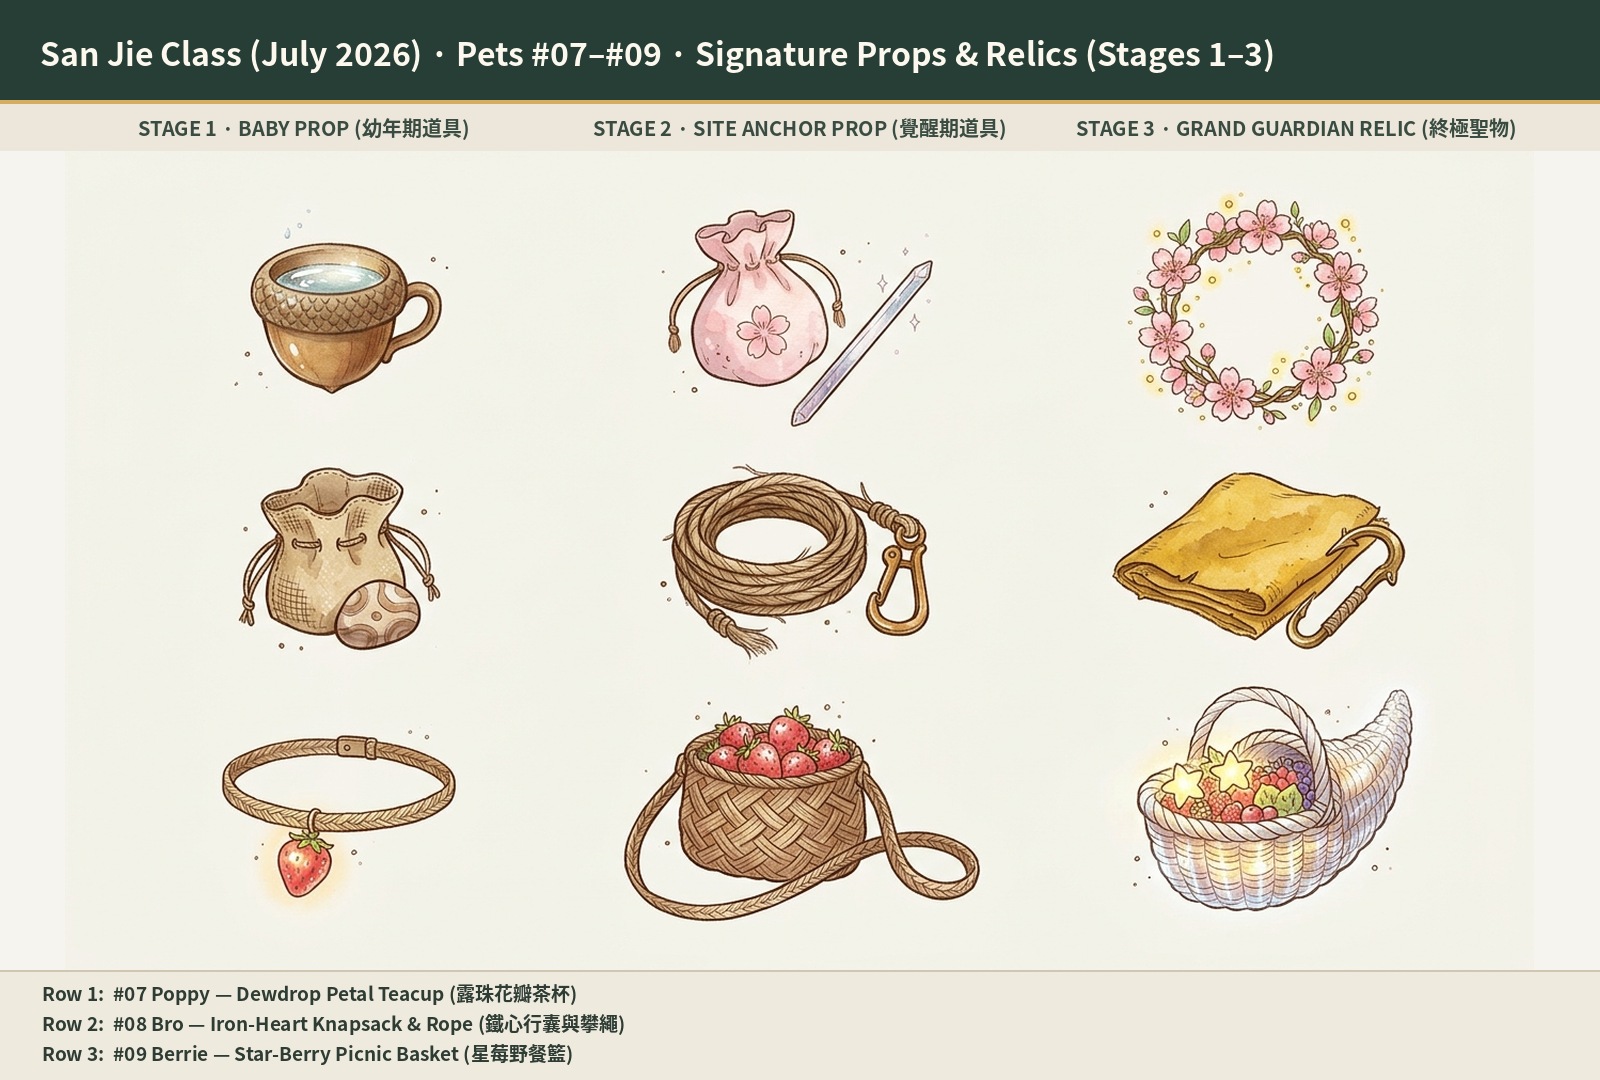 San Jie Class (July 2026) · Pets #07–#09 · Signature Props & Relics (Stages 1–3)
STAGE 1 · BABY PROP (幼年期道具)
STAGE 2 · SITE ANCHOR PROP (覺醒期道具)
STAGE 3 · GRAND GUARDIAN RELIC (終極聖物)
Row 1: #07 Poppy — Dewdrop Petal Teacup (露珠花瓣茶杯)
Row 2: #08 Bro — Iron-Heart Knapsack & Rope (鐵心行囊與攀繩)
Row 3: #09 Berrie — Star-Berry Picnic Basket (星莓野餐籃)